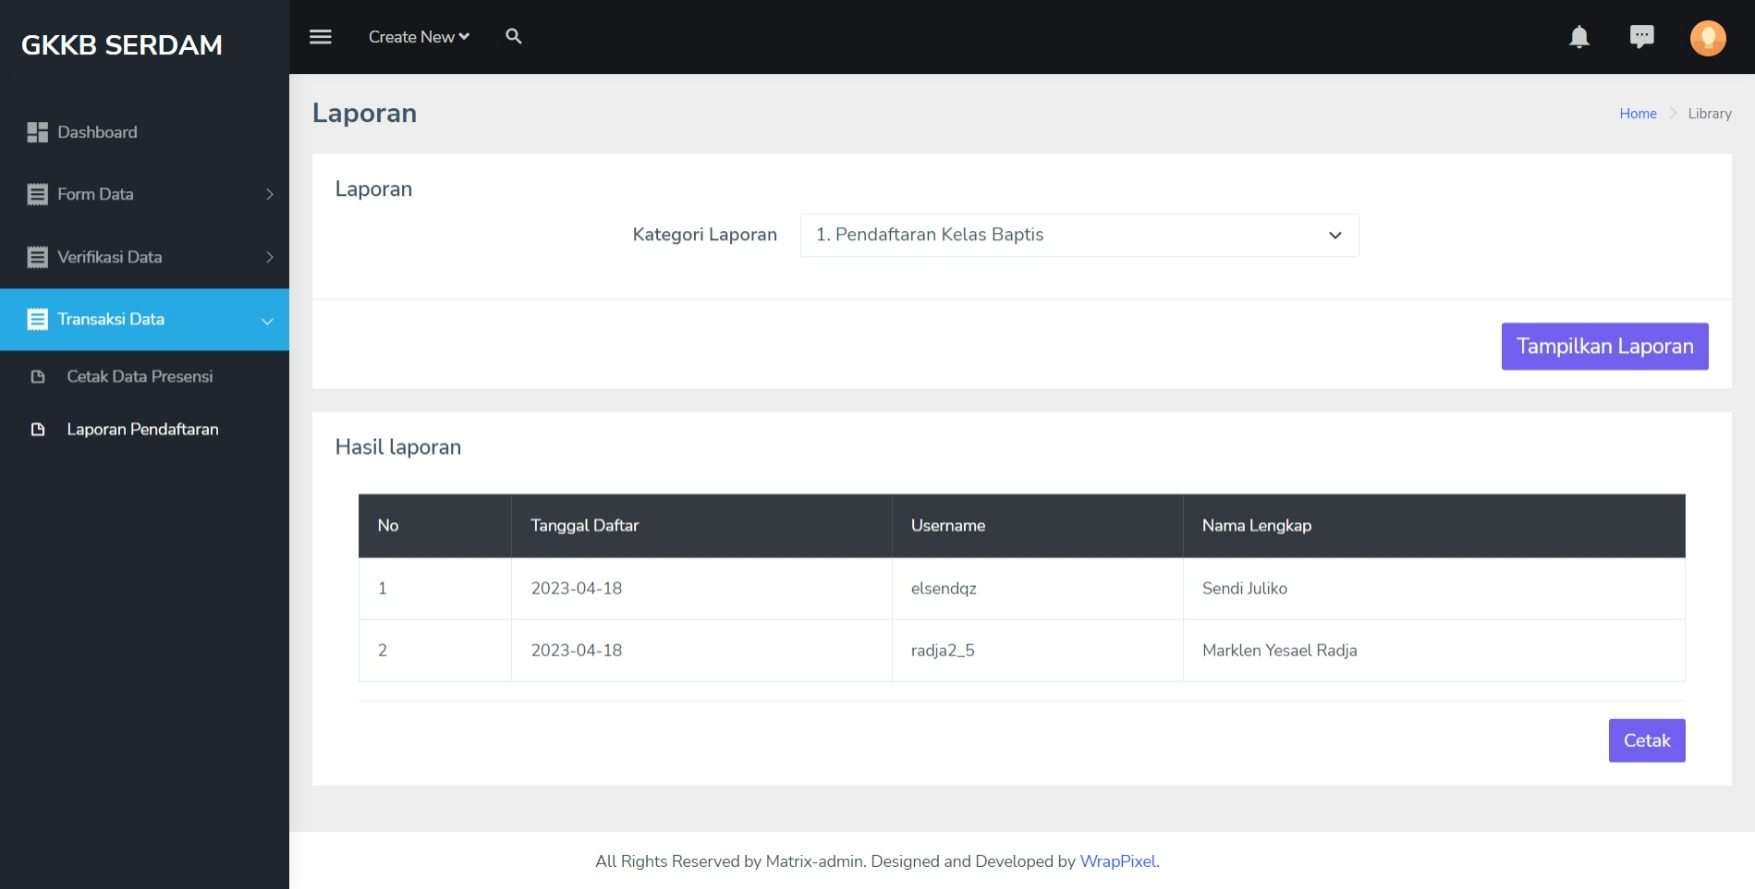 GKKB SERDAM
Create New
Dashboard
Form Data
Verifikasi Data
Transaksi Data
Cetak Data Presensi
Laporan Pendaftaran
Laporan
Home
Library
Laporan
Kategori Laporan
1. Pendaftaran Kelas Baptis
Tampilkan Laporan
Hasil laporan
No Tanggal Daftar Username Nama Lengkap
1 2023-04-18 elsendqz Sendi Juliko
2 2023-04-18 radja2_5 Marklen Yesael Radja
Cetak
All Rights Reserved by Matrix-admin. Designed and Developed by WrapPixel.